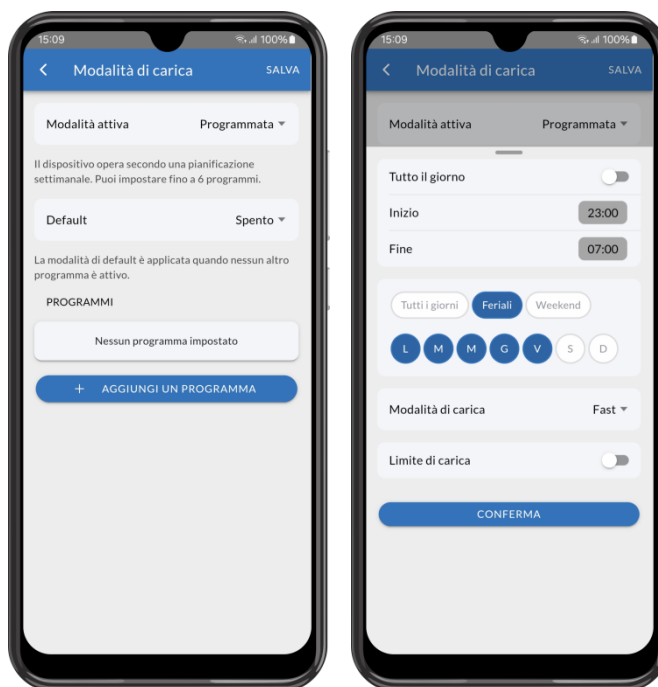 15:09 100%
Modalità di carica SALVA
Modalità attiva Programmata
Il dispositivo opera secondo una pianificazione
settimanale. Puoi impostare fino a 6 programmi.
Default Spento
La modalità di default è applicata quando nessun altro
programma è attivo.
PROGRAMMI
Nessun programma impostato
+ AGGIUNGI UN PROGRAMMA
15:09 100%
Modalità di carica SALVA
Modalità attiva Programmata
Tutto il giorno
Inizio 23:00
Fine 07:00
Tutti i giorni Feriali Weekend
L M M G V S D
Modalità di carica Fast
Limite di carica
CONFERMA